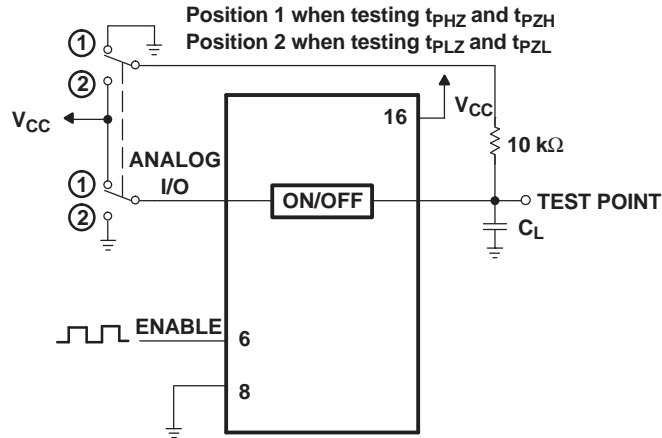 Position 1 when testing tPHZ and tPZH
Position 2 when testing tPLZ and tPZL
1
2
VCC
16
VCC
10 kΩ
ANALOG
I/O
1
2
ON/OFF
TEST POINT
CL
ENABLE
6
8